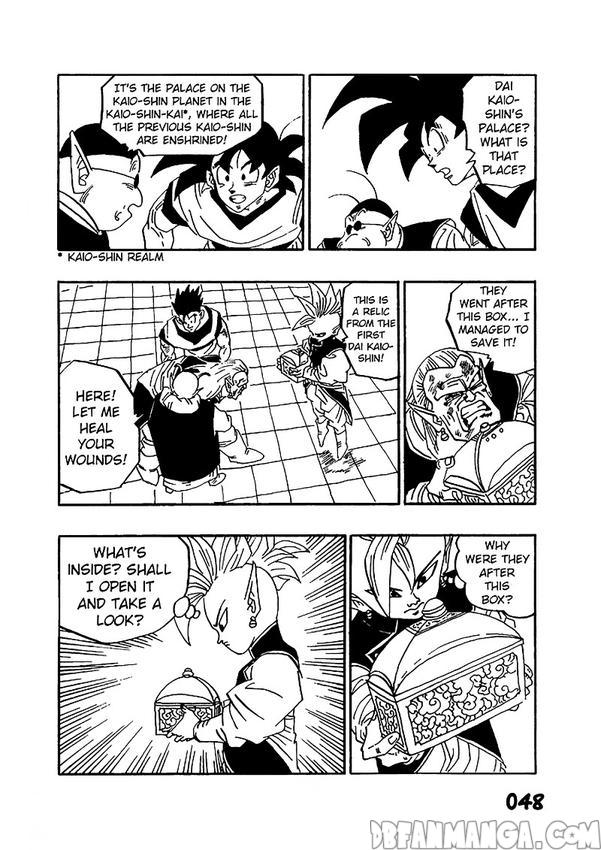 DAI
KAIO-
SHIN'S
PALACE?
WHAT IS
THAT
PLACE?
IT'S THE PALACE ON THE
KAIO-SHIN PLANET IN THE
KAIO-SHIN-KAI*, WHERE ALL
THE PREVIOUS KAIO-SHIN
ARE ENSHRINED!
* KAIO-SHIN REALM
THEY
WENT AFTER
THIS BOX... I
MANAGED TO
SAVE IT!
THIS IS
A RELIC
FROM THE
FIRST
DAI KAIO-
SHIN!
HERE!
LET ME
HEAL
YOUR
WOUNDS!
WHY
WERE THEY
AFTER
THIS
BOX?
WHAT'S
INSIDE? SHALL
I OPEN IT
AND TAKE A
LOOK?
048
DBFANMANGA.COM